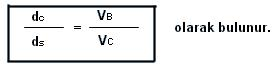 dc / ds = VB / VC olarak bulunur.